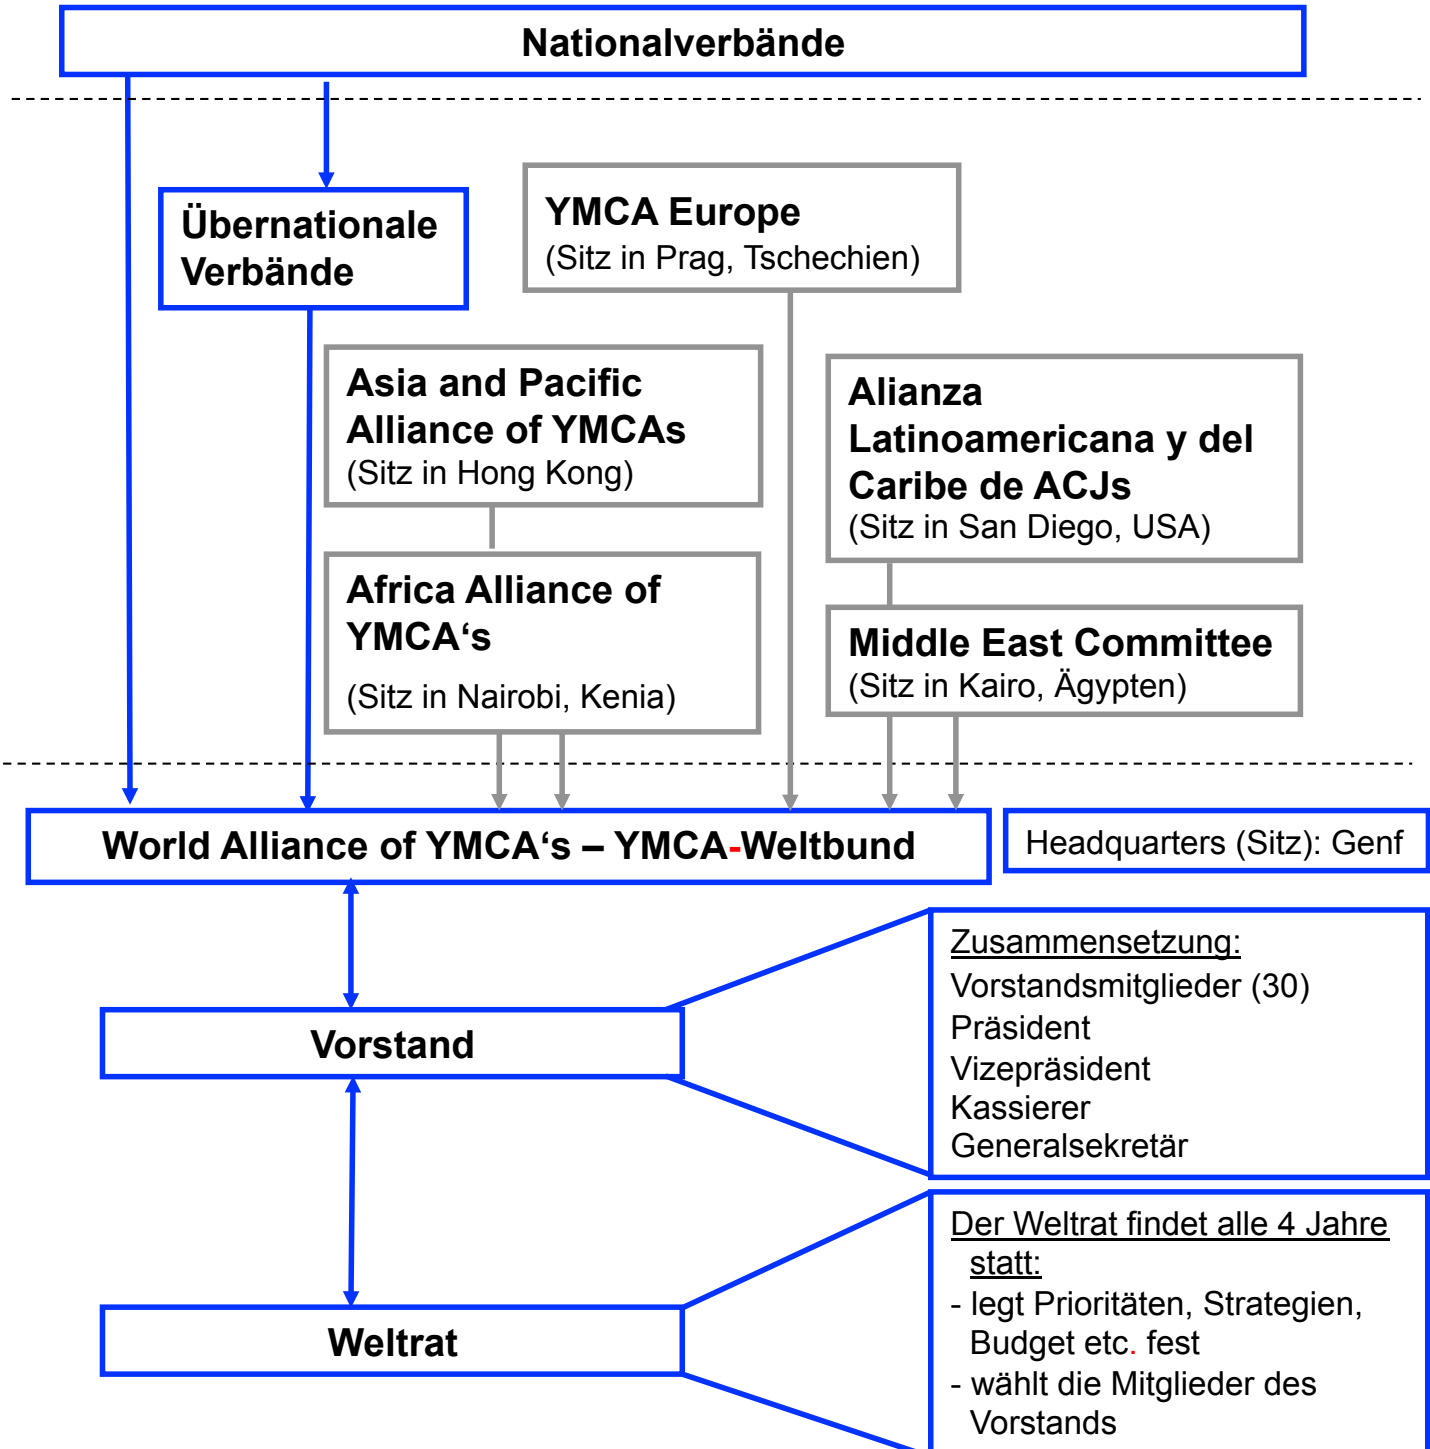 Nationalverbände
Übernationale
Verbände
YMCA Europe
(Sitz in Prag, Tschechien)
Asia and Pacific
Alliance of YMCAs
(Sitz in Hong Kong)
Alianza
Latinoamericana y del
Caribe de ACJs
(Sitz in San Diego, USA)
Africa Alliance of
YMCA‘s
(Sitz in Nairobi, Kenia)
Middle East Committee
(Sitz in Kairo, Ägypten)
World Alliance of YMCA‘s – YMCA-Weltbund
Headquarters (Sitz): Genf
Zusammensetzung:
Vorstandsmitglieder (30)
Präsident
Vizepräsident
Kassierer
Generalsekretär
Vorstand
Der Weltrat findet alle 4 Jahre
statt:
- legt Prioritäten, Strategien,
Budget etc. fest
- wählt die Mitglieder des
Vorstands
Weltrat